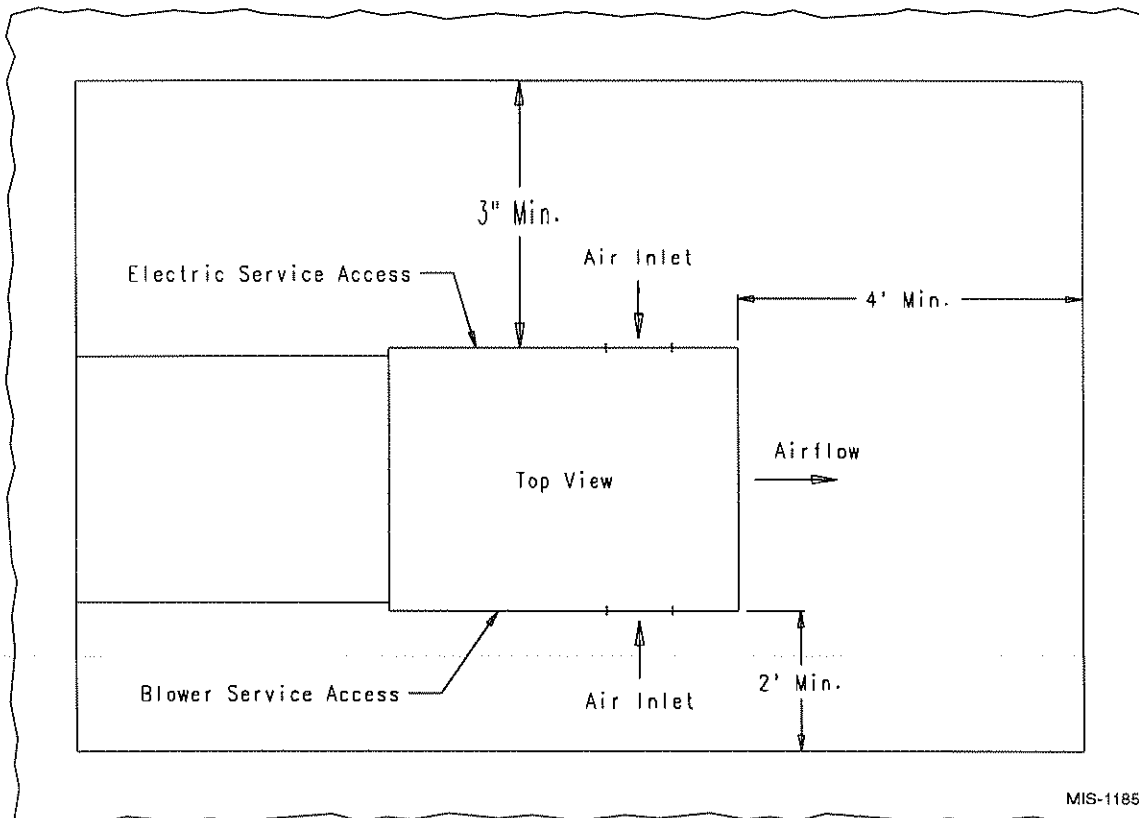 3" Min.
Air Inlet
Electric Service Access
4' Min.
Airflow
Top View
2' Min.
Blower Service Access
Air Inlet
MIS-1185